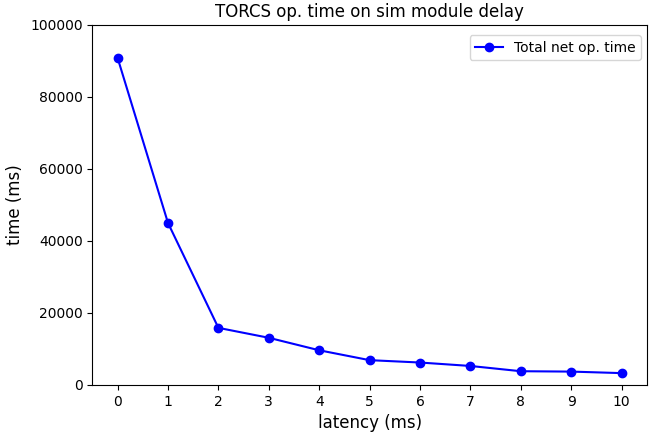 TORCS op. time on sim module delay
Total net op. time
100000
80000
60000
40000
20000
0
time (ms)
0 1 2 3 4 5 6 7 8 9 10
latency (ms)